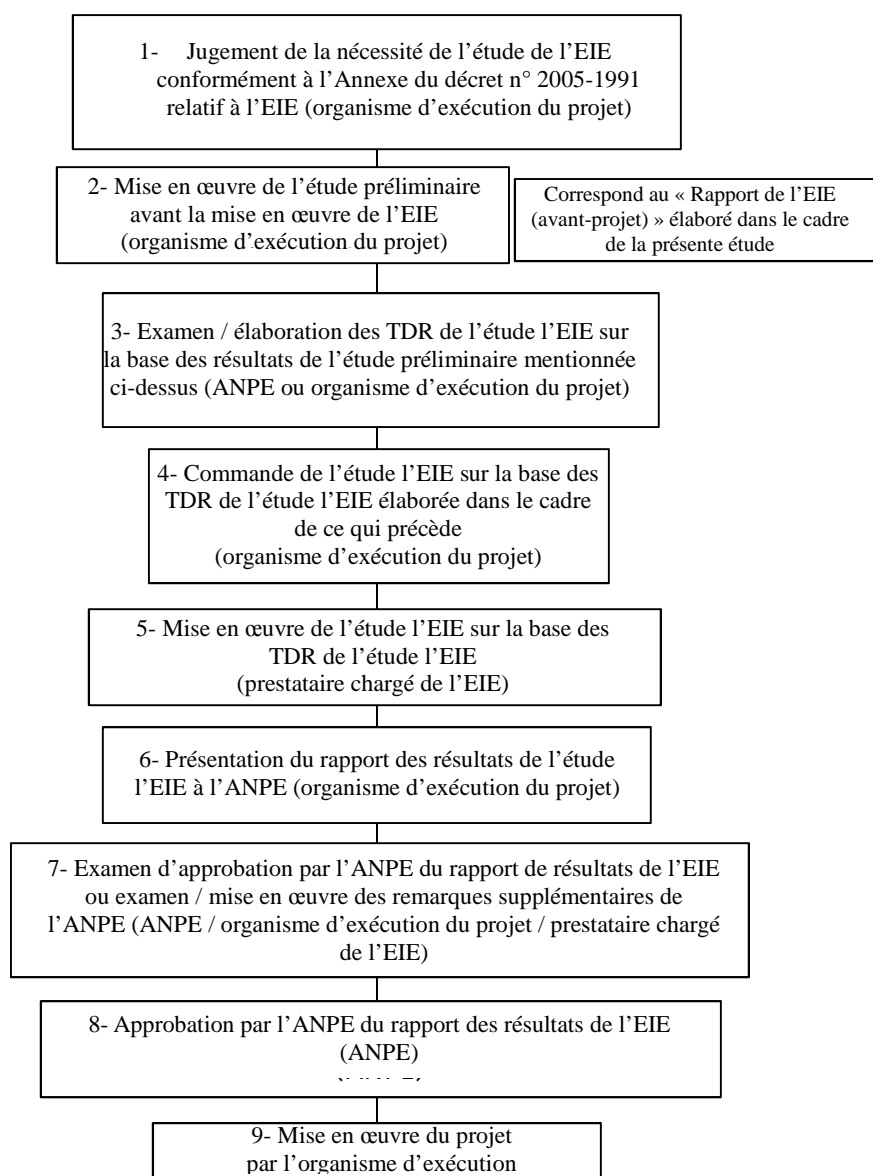 1- Jugement de la nécessité de l’étude de l’EIE
conformément à l’Annexe du décret n° 2005-1991
relatif à l’EIE (organisme d’exécution du projet)
2- Mise en œuvre de l’étude préliminaire
avant la mise en œuvre de l’EIE
(organisme d’exécution du projet)
Correspond au « Rapport de l’EIE
(avant-projet) » élaboré dans le cadre
de la présente étude
3- Examen / élaboration des TDR de l’étude l’EIE sur
la base des résultats de l’étude préliminaire mentionnée
ci-dessus (ANPE ou organisme d’exécution du projet)
4- Commande de l’étude l’EIE sur la base des
TDR de l’étude l’EIE élaborée dans le cadre
de ce qui précède
(organisme d’exécution du projet)
5- Mise en œuvre de l’étude l’EIE sur la base des
TDR de l’étude l’EIE
(prestataire chargé de l’EIE)
6- Présentation du rapport des résultats de l’étude
l’EIE à l’ANPE (organisme d’exécution du projet)
7- Examen d’approbation par l’ANPE du rapport de résultats de l’EIE
ou examen / mise en œuvre des remarques supplémentaires de
l’ANPE (ANPE / organisme d’exécution du projet / prestataire chargé
de l’EIE)
8- Approbation par l’ANPE du rapport des résultats de l’EIE
(ANPE)
9- Mise en œuvre du projet
par l’organisme d’exécution